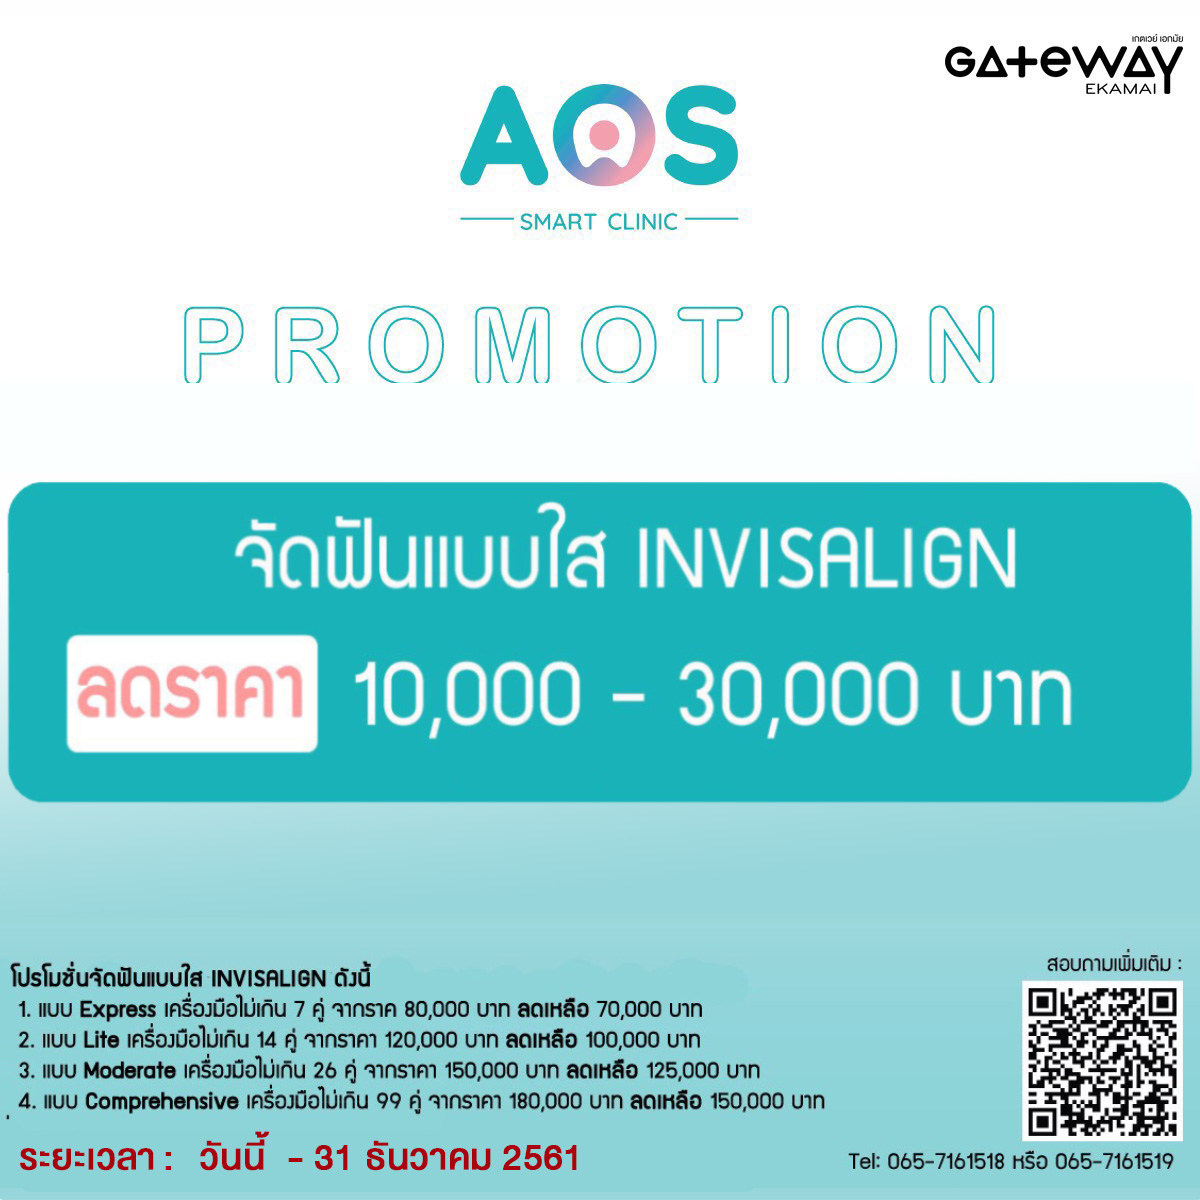 เกตเวย์ เอกมัย
GATEWAY
EKAMAI
AOS
SMART CLINIC
PROMOTION
จัดฟันแบบใส INVISALIGN
ลดราคา 10,000 - 30,000 บาท
โปรโมชั่นจัดฟันแบบใส INVISALIGN ดังนี้
1. แบบ Express เครื่องมือไม่เกิน 7 คู่ จากราค 80,000 บาท ลดเหลือ 70,000 บาท
2. แบบ Lite เครื่องมือไม่เกิน 14 คู่ จากราคา 120,000 บาท ลดเหลือ 100,000 บาท
3. แบบ Moderate เครื่องมือไม่เกิน 26 คู่ จากราคา 150,000 บาท ลดเหลือ 125,000 บาท
4. แบบ Comprehensive เครื่องมือไม่เกิน 99 คู่ จากราคา 180,000 บาท ลดเหลือ 150,000 บาท
ระยะเวลา : วันนี้ - 31 ธันวาคม 2561
สอบถามเพิ่มเติม :
Tel: 065-7161518 หรือ 065-7161519